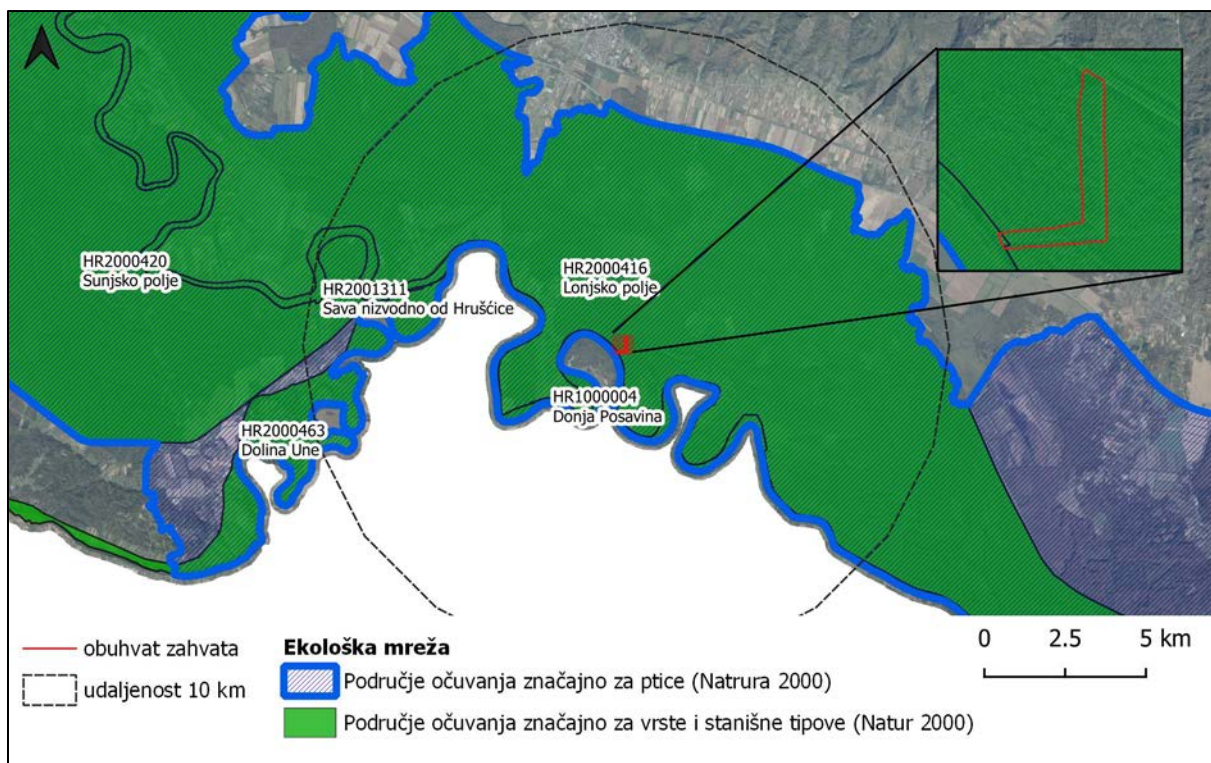 HR2000420
Sunjsko polje
HR2001311
Sava nizvodno od Hrušćice
HR2000416
Lonjsko polje
HR1000004
Donja Posavina
HR2000463
Dolina Une
obuhvat zahvata
udaljenost 10 km
Ekološka mreža
Područje očuvanja značajno za ptice (Natrura 2000)
Područje očuvanja značajno za vrste i stanišne tipove (Natur 2000)
0 2.5 5 km